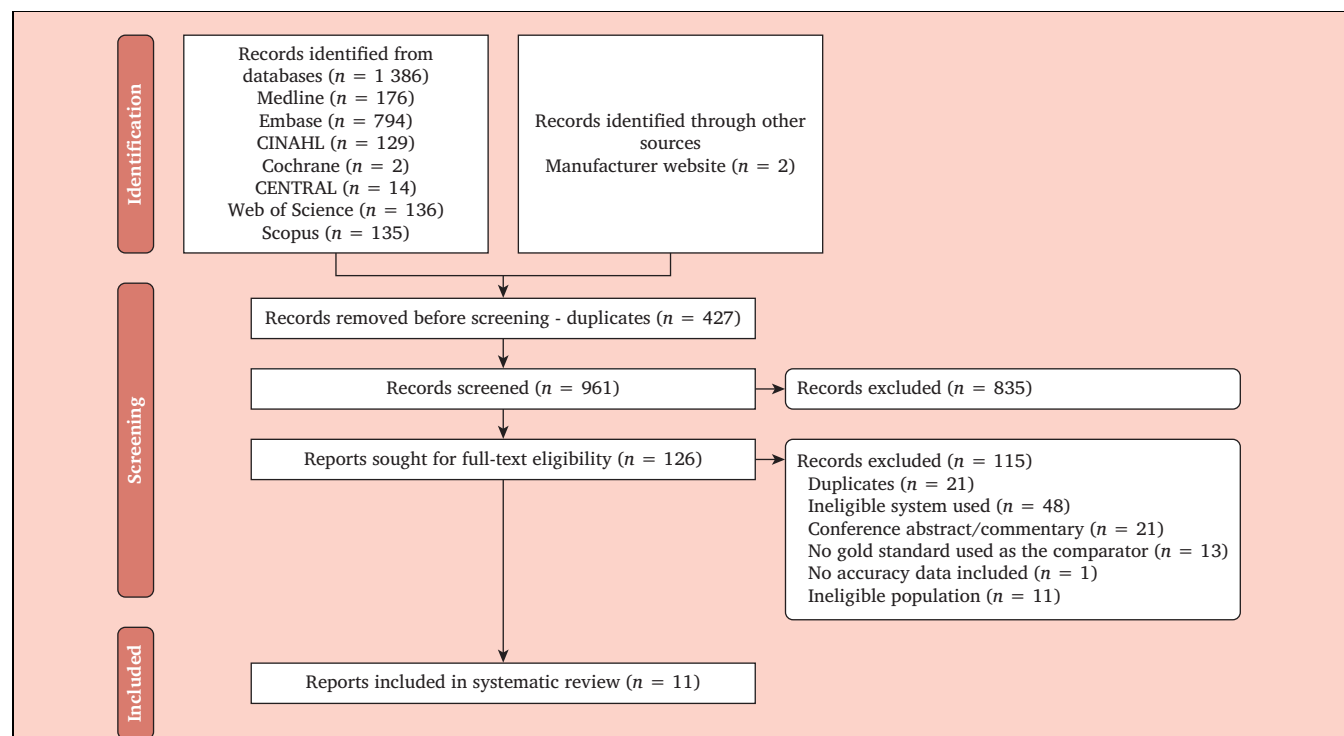 Identification
Records identified from
databases (n = 1 386)
Medline (n = 176)
Embase (n = 794)
CINAHL (n = 129)
Cochrane (n = 2)
CENTRAL (n = 14)
Web of Science (n = 136)
Scopus (n = 135)
Records identified through other
sources
Manufacturer website (n = 2)
Screening
Records removed before screening - duplicates (n = 427)
Records screened (n = 961)
Records excluded (n = 835)
Reports sought for full-text eligibility (n = 126)
Records excluded (n = 115)
Duplicates (n = 21)
Ineligible system used (n = 48)
Conference abstract/commentary (n = 21)
No gold standard used as the comparator (n = 13)
No accuracy data included (n = 1)
Ineligible population (n = 11)
Included
Reports included in systematic review (n = 11)